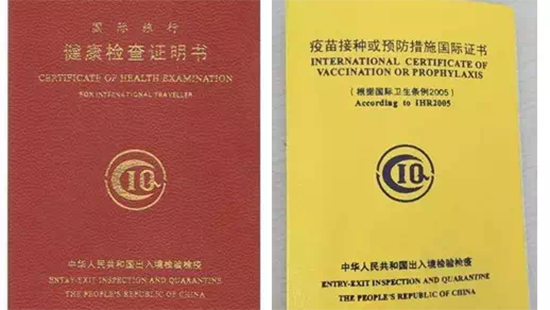 国际旅行
健康检查证明书
CERTIFICATE OF HEALTH EXAMINATION
FOR INTERNATIONAL TRAVELLER
CIQ
中华人民共和国出入境检验检疫
ENTRY-EXIT INSPECTION AND QUARANTINE
THE PEOPLE'S REPUBLIC OF CHINA
疫苗接种或预防措施国际证书
INTERNATIONAL CERTIFICATE OF
VACCINATION OR PROPHYLAXIS
(根据国际卫生条例2005)
According to IHR2005
CIQ
中华人民共和国出入境检验检疫
ENTRY-EXIT INSPECTION AND QUARANTINE
THE PEOPLE'S REPUBLIC OF CHINA